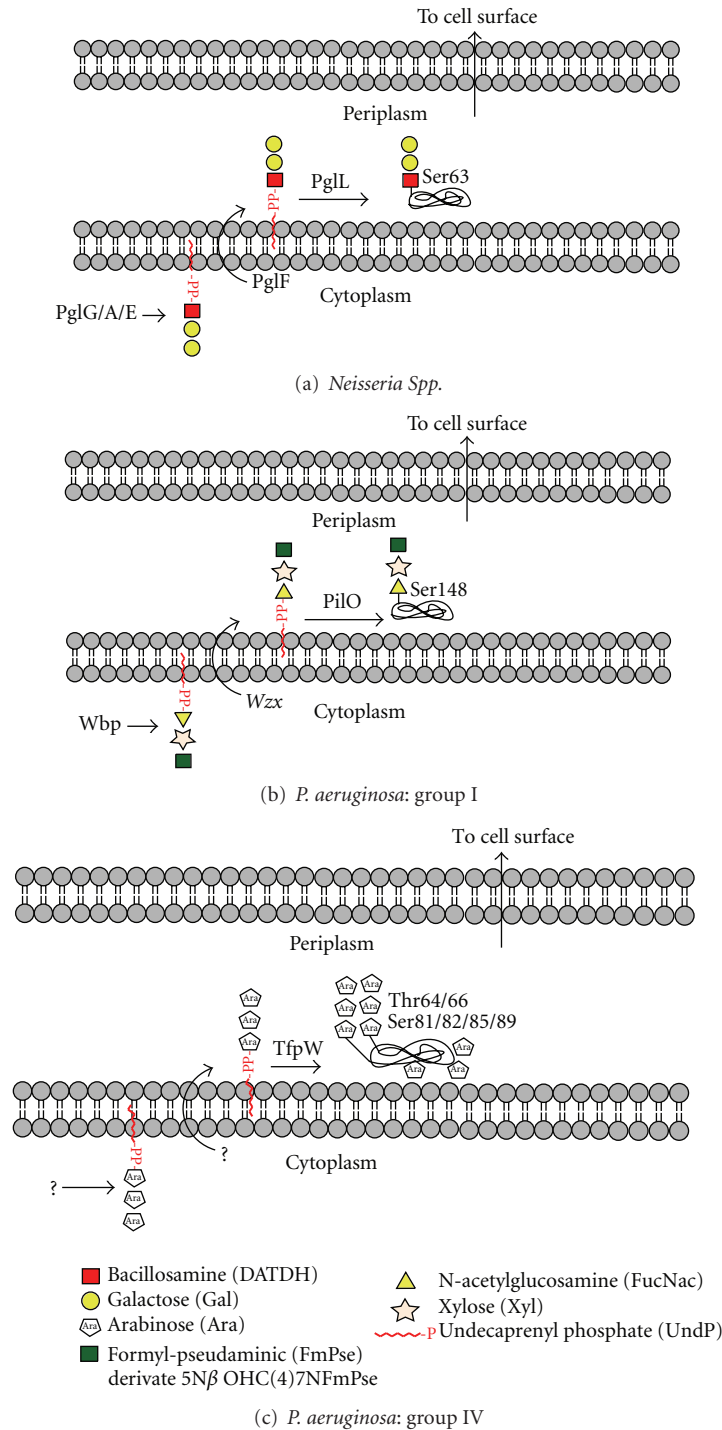 To cell surface
Periplasm
PglL
Ser63
PP
PglF
Cytoplasm
PP
PglG/A/E
(a) Neisseria Spp.
To cell surface
Periplasm
PilO
Ser148
PP
Wzx
Cytoplasm
PP
Wbp
(b) P. aeruginosa: group I
To cell surface
Periplasm
Ara
Ara
Ara
TfpW
PP
Ara
Ara
Ara
Ara
Ara
Ara
Thr64/66
Ser81/82/85/89
Ara
Ara
Ara
?
Cytoplasm
PP
?
Ara
Ara
Ara
Bacillosamine (DATDH)
Galactose (Gal)
Ara Arabinose (Ara)
Formyl-pseudaminic (FmPse)
derivate 5Nβ OHC(4)7NFmPse
N-acetylglucosamine (FucNac)
Xylose (Xyl)
P Undecaprenyl phosphate (UndP)
(c) P. aeruginosa: group IV